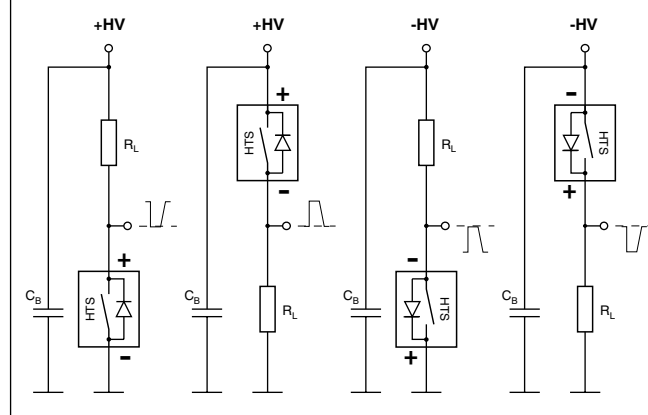 +HV +HV -HV -HV
+ -
R_L HTS R_L HTS
- +
+ -
C_B HTS C_B R_L C_B HTS C_B R_L
- +